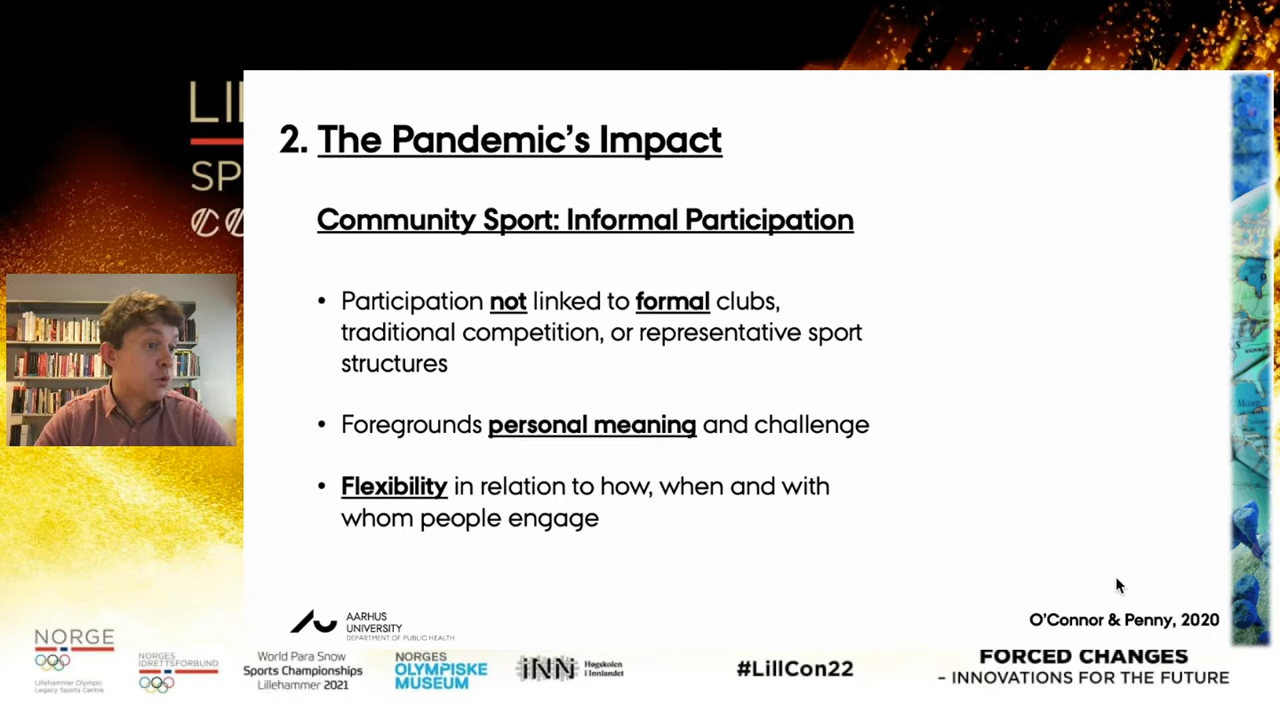 LI
SP
CO
2. The Pandemic's Impact
Community Sport: Informal Participation
• Participation not linked to formal clubs,
traditional competition, or representative sport
structures
• Foregrounds personal meaning and challenge
• Flexibility in relation to how, when and with
whom people engage
AARHUS
UNIVERSITY
DEPARTMENT OF PUBLIC HEALTH
O'Connor & Penny, 2020
NORGE
Lillehammer Olympic
Legacy Sports Centre
NORGES
IDRETTSFORBUND
World Para Snow
Sports Championships
Lillehammer 2021
NORGES
OLYMPISKE
MUSEUM
iNN
Høgskolen
i Innlandet
#LillCon22
FORCED CHANGES
– INNOVATIONS FOR THE FUTURE